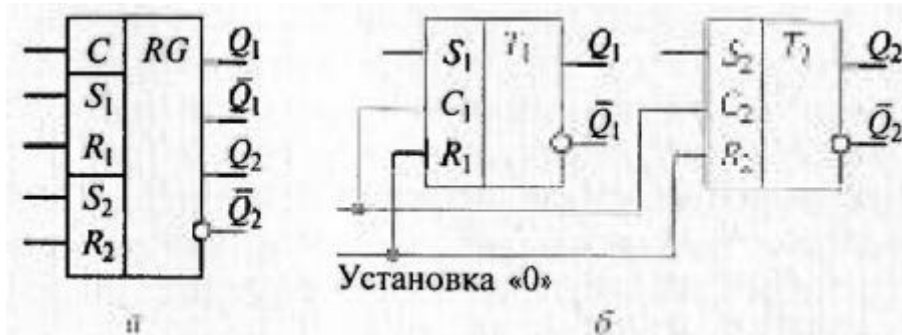 C RG Q₁
S₁ Q̄₁
R₁ Q₂
S₂ Q̄₂
R₂
а
S₁ T₁ Q₁
C₁
R₁ Q̄₁
S₂ T₂ Q₂
C₂
R₂ Q̄₂
Установка «0»
б